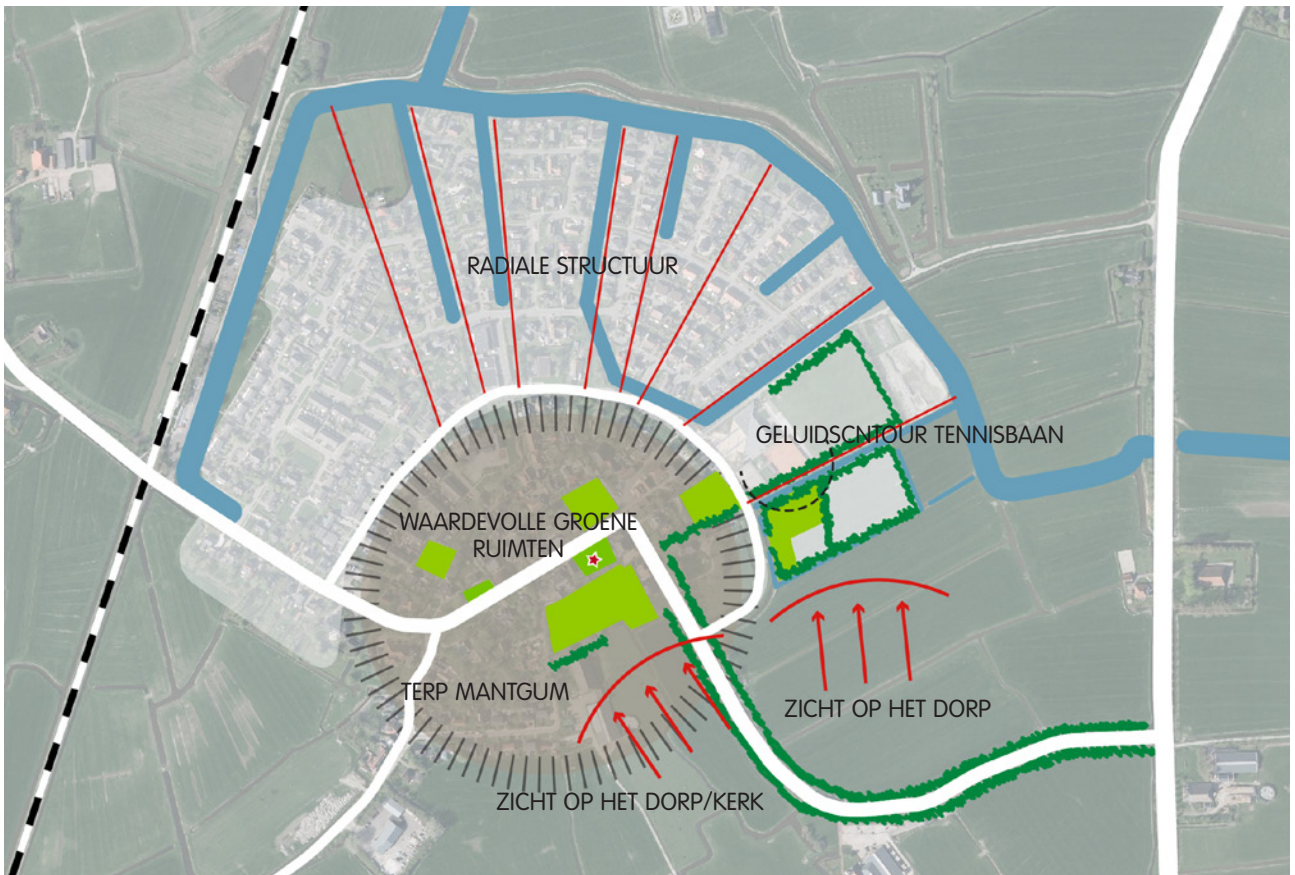 RADIALE STRUCTUUR
GELUIDSCNTOUR TENNISBAAN
WAARDEVOLLE GROENE
RUIMTEN
TERP MANTGUM
ZICHT OP HET DORP
ZICHT OP HET DORP/KERK